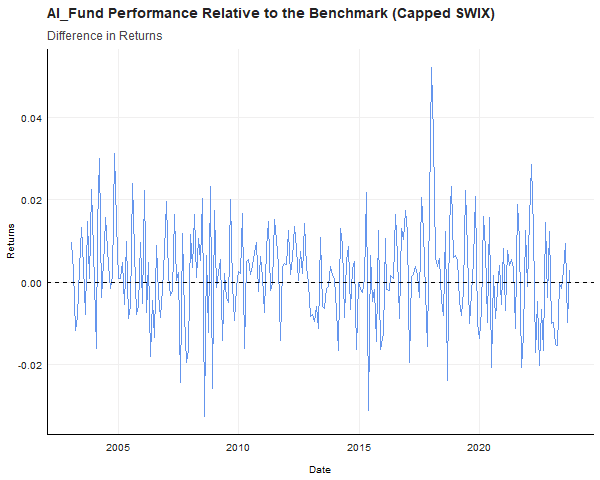 AI_Fund Performance Relative to the Benchmark (Capped SWIX)
Difference in Returns
0.04
0.02
0.00
-0.02
Returns
2005 2010 2015 2020
Date